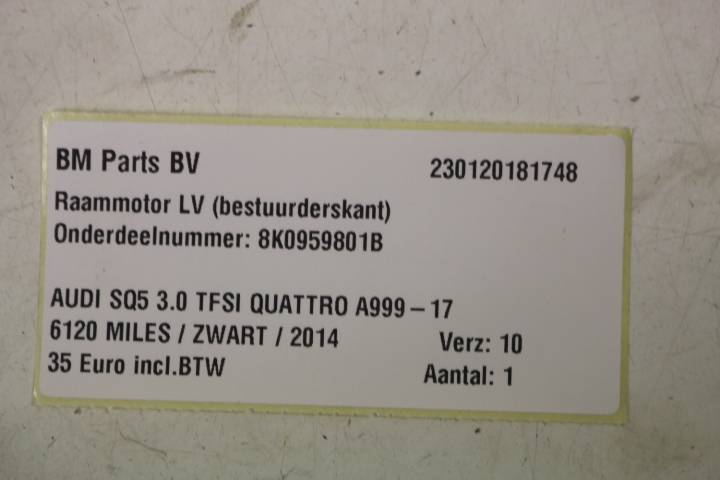 BM Parts BV 230120181748
Raammotor LV (bestuurderskant)
Onderdeelnummer: 8K0959801B
AUDI SQ5 3.0 TFSI QUATTRO A999-17
6120 MILES / ZWART / 2014 Verz: 10
35 Euro incl.BTW Aantal: 1